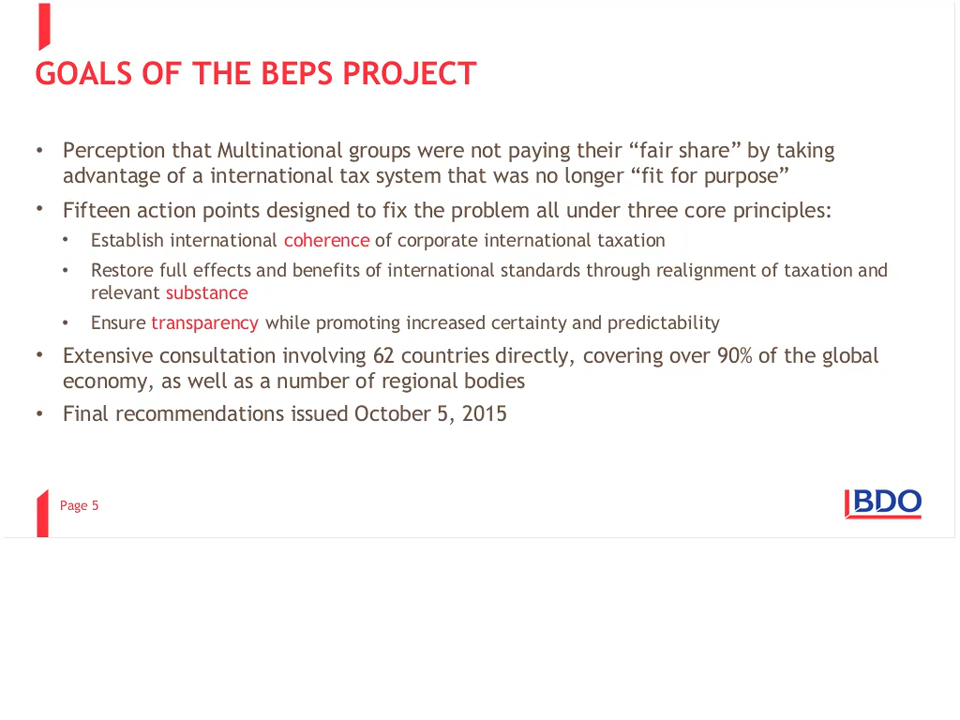 GOALS OF THE BEPS PROJECT
• Perception that Multinational groups were not paying their “fair share” by taking
advantage of a international tax system that was no longer “fit for purpose”
• Fifteen action points designed to fix the problem all under three core principles:
• Establish international coherence of corporate international taxation
• Restore full effects and benefits of international standards through realignment of taxation and
relevant substance
• Ensure transparency while promoting increased certainty and predictability
• Extensive consultation involving 62 countries directly, covering over 90% of the global
economy, as well as a number of regional bodies
• Final recommendations issued October 5, 2015
Page 5
BDO